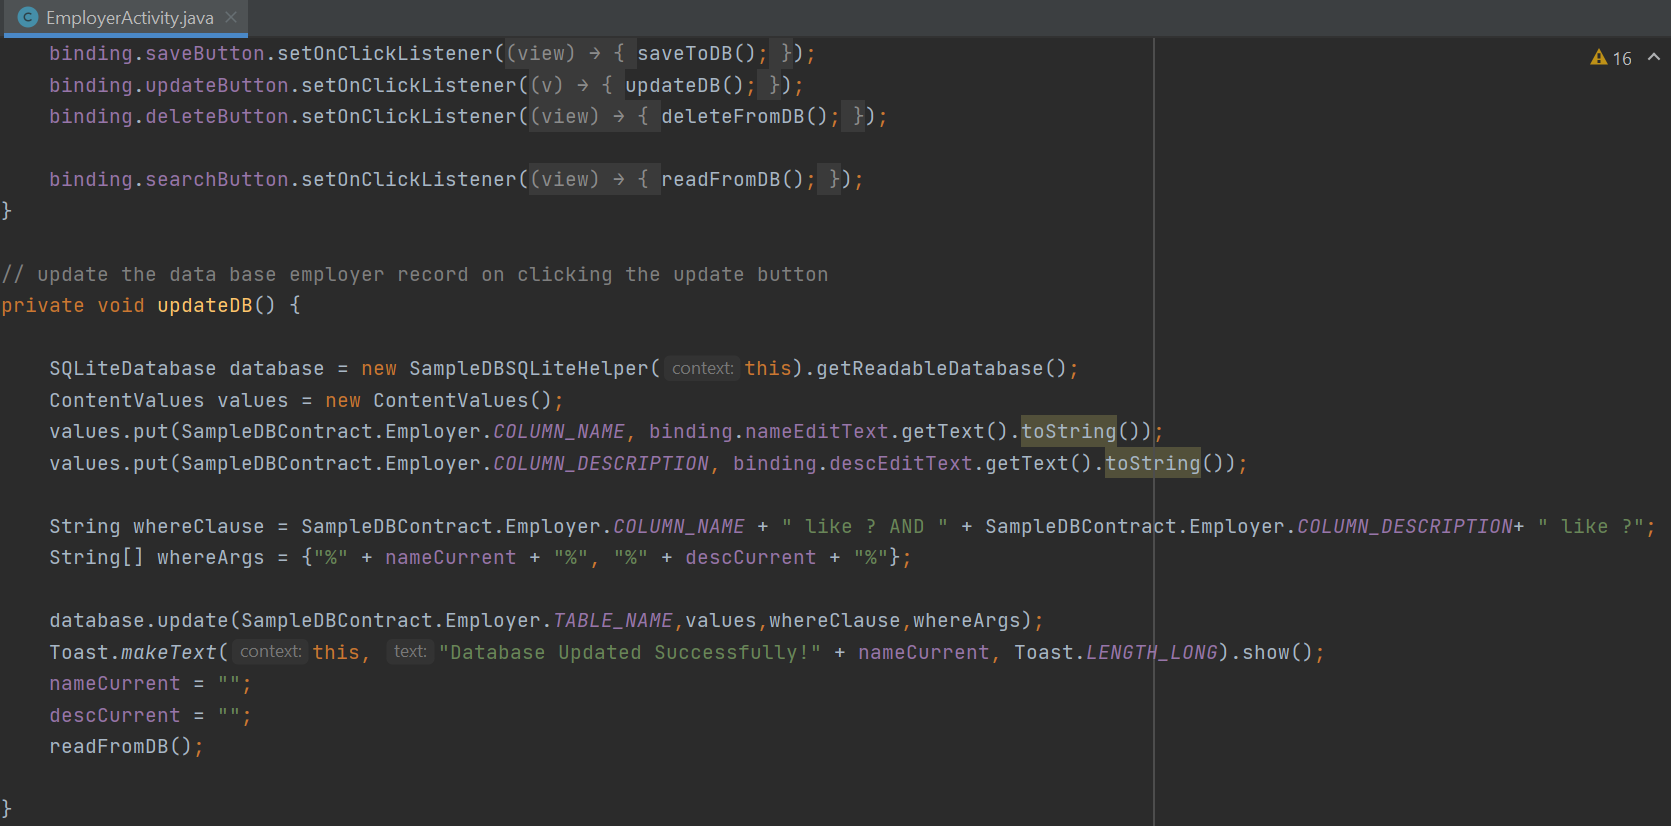 EmployerActivity.java
binding.saveButton.setOnClickListener((view) → { saveToDB(); });
16
binding.updateButton.setOnClickListener((v) → { updateDB(); });
binding.deleteButton.setOnClickListener((view) → { deleteFromDB(); });
binding.searchButton.setOnClickListener((view) → { readFromDB(); });
}
// update the data base employer record on clicking the update button
private void updateDB() {
SQLiteDatabase database = new SampleDBSQLiteHelper( context: this).getReadableDatabase();
ContentValues values = new ContentValues();
values.put(SampleDBContract.Employer.COLUMN_NAME, binding.nameEditText.getText().toString());
values.put(SampleDBContract.Employer.COLUMN_DESCRIPTION, binding.descEditText.getText().toString());
String whereClause = SampleDBContract.Employer.COLUMN_NAME + " like ? AND " + SampleDBContract.Employer.COLUMN_DESCRIPTION+ " like ?";
String[] whereArgs = {"%" + nameCurrent + "%", "%" + descCurrent + "%"};
database.update(SampleDBContract.Employer.TABLE_NAME,values,whereClause,whereArgs);
Toast.makeText( context: this, text: "Database Updated Successfully!" + nameCurrent, Toast.LENGTH_LONG).show();
nameCurrent = "";
descCurrent = "";
readFromDB();
}